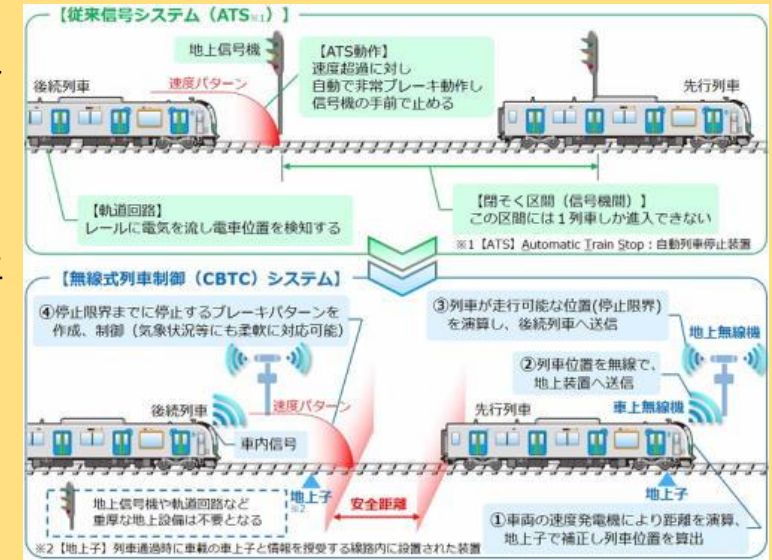 【従来信号システム（ATS※1）】
地上信号機
【ATS動作】
速度超過に対し
自動で非常ブレーキ動作し
信号機の手前で止める
後続列車
速度パターン
先行列車
【軌道回路】
レールに電気を流し電車位置を検知する
【閉そく区間（信号機間）】
この区間には１列車しか進入できない
※1【ATS】Automatic Train Stop：自動列車停止装置
【無線式列車制御（CBTC）システム】
④停止限界までに停止するブレーキパターンを
作成、制御（気象状況等にも柔軟に対応可能）
③列車が走行可能な位置(停止限界)
を演算し、後続列車へ送信
地上無線機
②列車位置を無線で、
地上装置へ送信
後続列車
速度パターン
先行列車
車上無線機
車内信号
地上信号機や軌道回路など
重厚な地上設備は不要となる
地上子
※2
安全距離
地上子
①車両の速度発電機により距離を演算、
地上子で補正し列車位置を算出
※2【地上子】列車通過時に車載の車上子と情報を授受する線路内に設置された装置